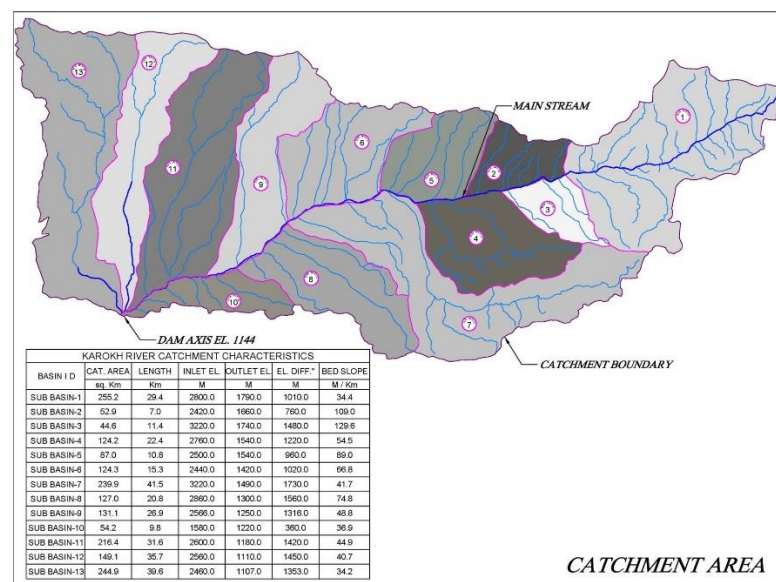 13
12
1
MAIN STREAM
6
11
5
2
9
3
4
8
10
7
DAM AXIS EL. 1144
CATCHMENT BOUNDARY
KAROKH RIVER CATCHMENT CHARACTERISTICS
BASIN I D CAT. AREA LENGTH INLET EL. OUTLET EL. EL. DIFF." BED SLOPE
sq. Km Km M M M M / Km
SUB BASIN-1 255.2 29.4 2800.0 1790.0 1010.0 34.4
SUB BASIN-2 52.9 7.0 2420.0 1660.0 760.0 109.0
SUB BASIN-3 44.6 11.4 3220.0 1740.0 1480.0 129.6
SUB BASIN-4 124.2 22.4 2760.0 1540.0 1220.0 54.5
SUB BASIN-5 87.0 10.8 2500.0 1540.0 960.0 89.0
SUB BASIN-6 124.3 15.3 2440.0 1420.0 1020.0 66.8
SUB BASIN-7 239.9 41.5 3220.0 1490.0 1730.0 41.7
SUB BASIN-8 127.0 20.8 2860.0 1300.0 1560.0 74.8
SUB BASIN-9 131.1 26.9 2566.0 1250.0 1316.0 48.8
SUB BASIN-10 54.2 9.8 1580.0 1220.0 360.0 36.9
SUB BASIN-11 216.4 31.6 2600.0 1180.0 1420.0 44.9
SUB BASIN-12 149.1 35.7 2560.0 1110.0 1450.0 40.7
SUB BASIN-13 244.9 39.6 2460.0 1107.0 1353.0 34.2
CATCHMENT AREA